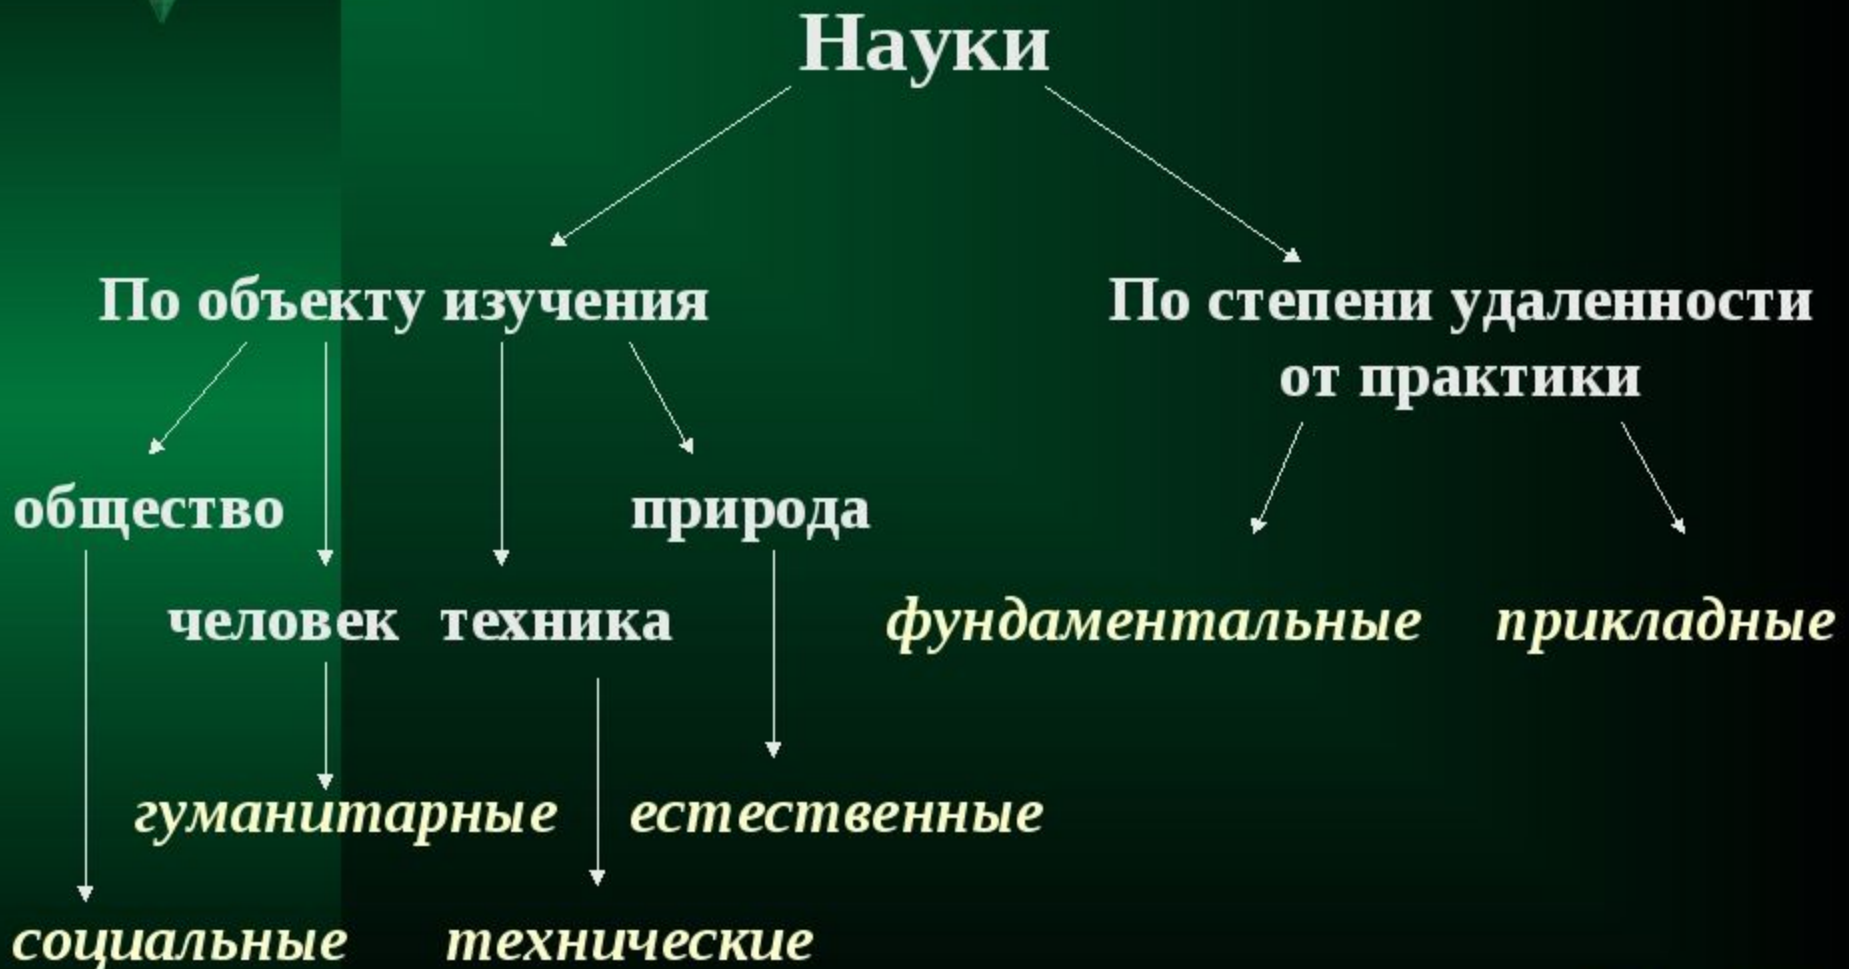 Науки
По объекту изучения
По степени удаленности
от практики
общество
природа
человек
техника
фундаментальные
прикладные
гуманитарные
естественные
социальные
технические